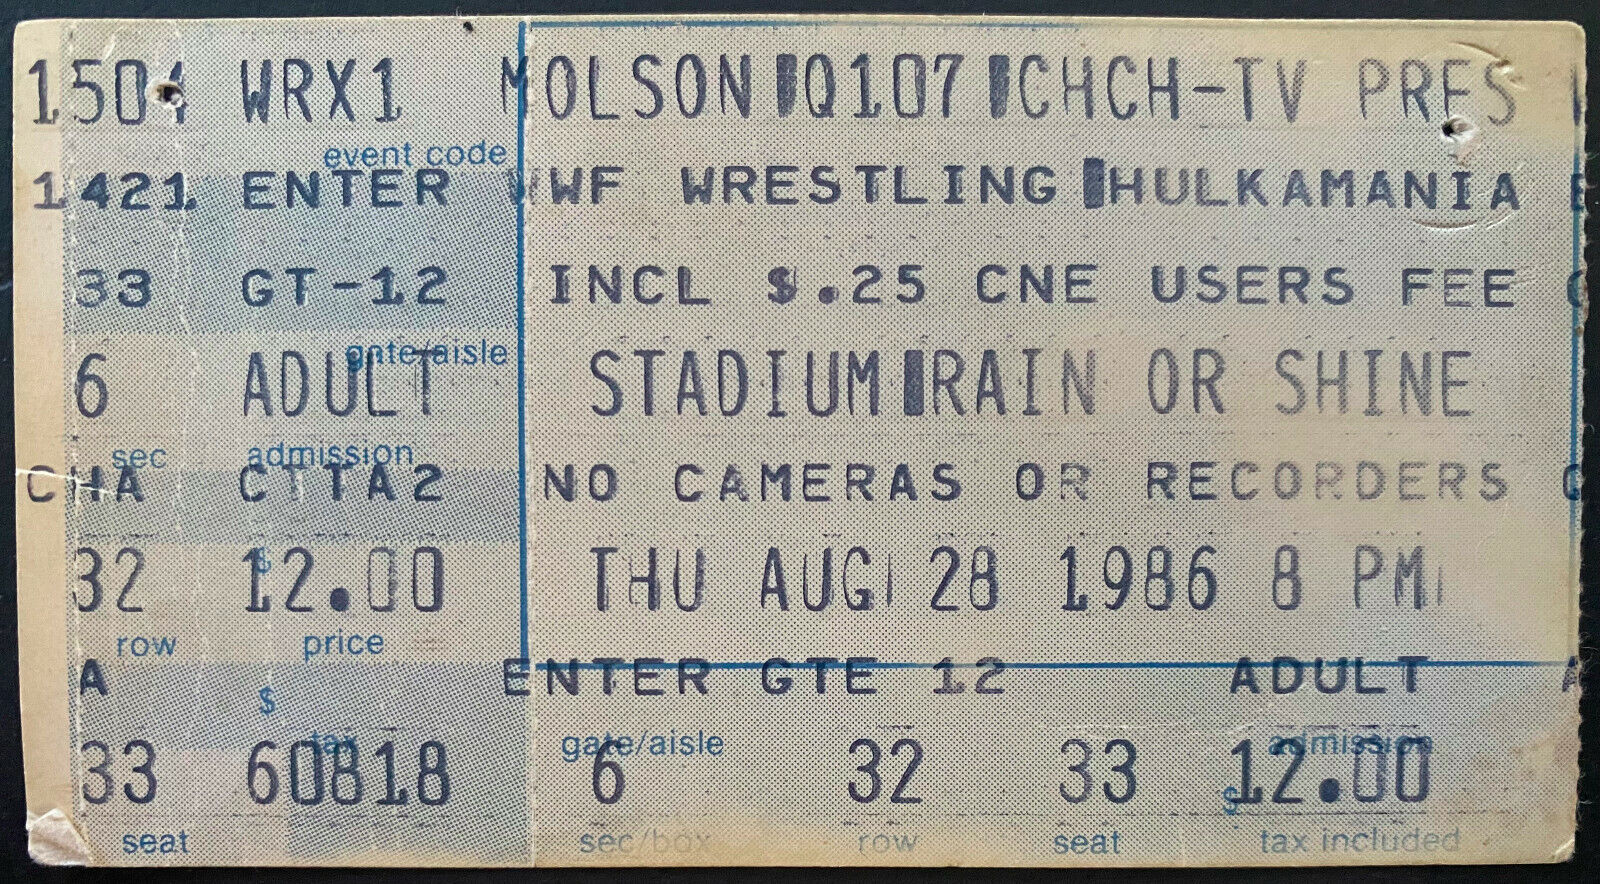 1504 WRX1 MOLSON Q107 CHCH-TV PRES
event code
1421 ENTER WWF WRESTLING HULKAMANIA
33 GT-12 INCL $.25 CNE USERS FEE
gate/aisle
6 ADULT STADIUM RAIN OR SHINE
sec admission
CHA CTTA2 NO CAMERAS OR RECORDERS
32 $ 12.00 THU AUG 28 1986 8 PM
row price
A ENTER GTE 12 ADULT
$ tax gate/aisle admission
33 60818 6 32 33 $ 12.00
seat sec/box row seat tax included